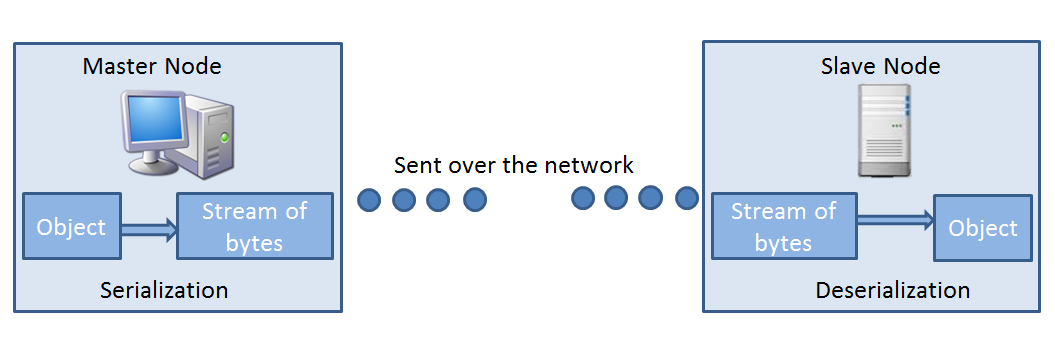 Master Node
Object
Stream of
bytes
Serialization
Sent over the network
Slave Node
Stream of
bytes
Object
Deserialization